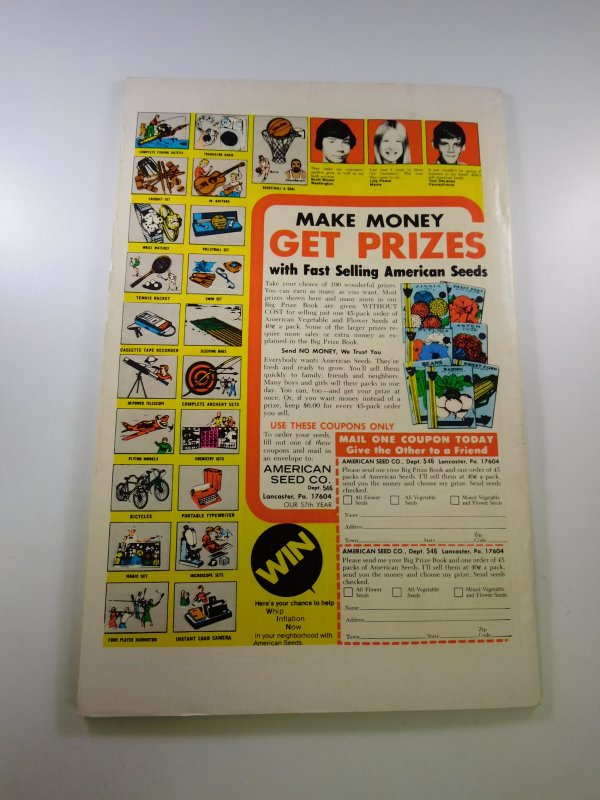 COMPLETE FISHING OUTFITS
TRANSISTOR RADIO
CROQUET SET
JR. GUITARS
WRIST WATCHES
VOLLEYBALL SET
TENNIS RACKET
SWIM SET
CASSETTE TAPE RECORDER
SLEEPING BAGS
30-POWER TELESCOPE
COMPLETE ARCHERY SETS
FLYING MODELS
CHEMISTRY SETS
BICYCLES
PORTABLE TYPEWRITER
MAGIC SET
MICROSCOPE SETS
FOUR PLAYER BADMINTON
INSTANT LOAD CAMERA
BASKETBALL & GOAL
Washington
Maine
Tom DeLancy
Pennsylvania
MAKE MONEY
GET PRIZES
with Fast Selling American Seeds
Take your choice of 100 wonderful prizes.
You can earn as many as you want. Most
prizes shown here and many more in our
Big Prize Book are given WITHOUT
COST for selling just one 45-pack order of
American Vegetable and Flower Seeds at
40¢ a pack. Some of the larger prizes re-
quire more sales or extra money as ex-
plained in the Big Prize Book.
Send NO MONEY, We Trust You
Everybody wants American Seeds. They're
fresh and ready to grow. You'll sell them
quickly to family, friends and neighbors.
Many boys and girls sell their packs in one
day. You can, too—and get your prize at
once. Or, if you want money instead of a
prize, keep $6.00 for every 45-pack order
you sell.
ZINNIA
ASTER
BEANS
RADISH
SWEET CORN
USE THESE COUPONS ONLY
To order your seeds,
fill out one of these
coupons and mail in
an envelope to:
AMERICAN
SEED CO.
Dept. 546
Lancaster, Pa. 17604
OUR 57th YEAR
WIN
Here's your chance to help
Whip
Inflation
Now
in your neighborhood with
American Seeds.
MAIL ONE COUPON TODAY
Give the Other to a Friend
AMERICAN SEED CO., Dept. 546 Lancaster, Pa. 17604
Please send me your Big Prize Book and one order of 45
packs of American Seeds. I'll sell them at 40¢ a pack,
send you the money and choose my prize. Send seeds
checked.
All Flower Seeds
All Vegetable Seeds
Mixed Vegetable and Flower Seeds
Name
Address
Town State Zip Code
AMERICAN SEED CO., Dept. 546 Lancaster, Pa. 17604
Please send me your Big Prize Book and one order of 45
packs of American Seeds. I'll sell them at 40¢ a pack,
send you the money and choose my prize. Send seeds
checked.
All Flower Seeds
All Vegetable Seeds
Mixed Vegetable and Flower Seeds
Name
Address
Town State Zip Code